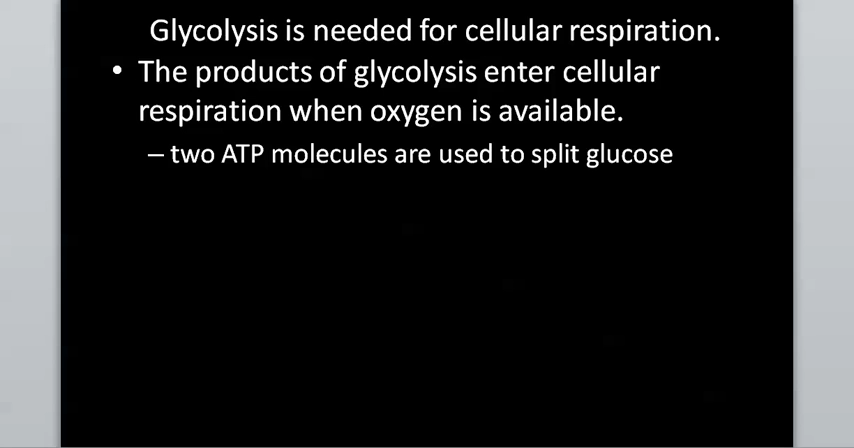 Glycolysis is needed for cellular respiration.
• The products of glycolysis enter cellular
respiration when oxygen is available.
– two ATP molecules are used to split glucose